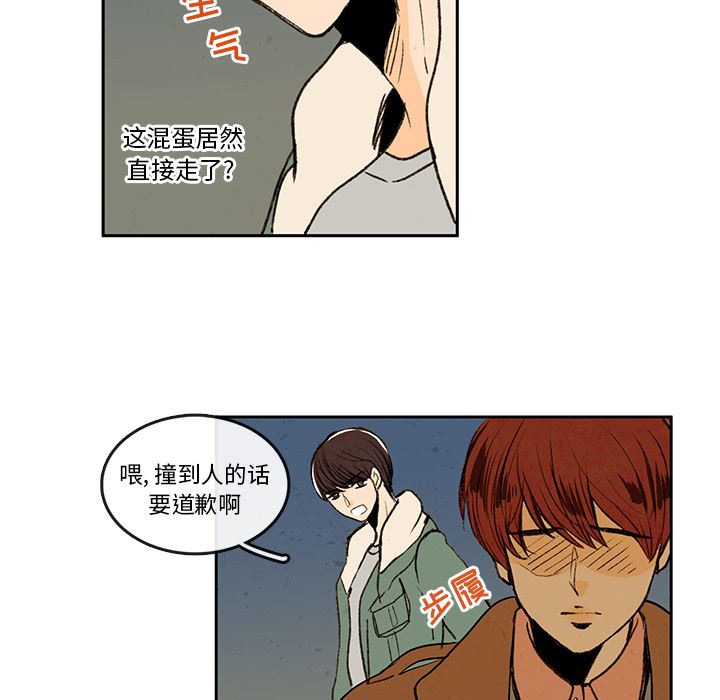 生
气
这混蛋居然
直接走了?
喂, 撞到人的话
要道歉啊
步履